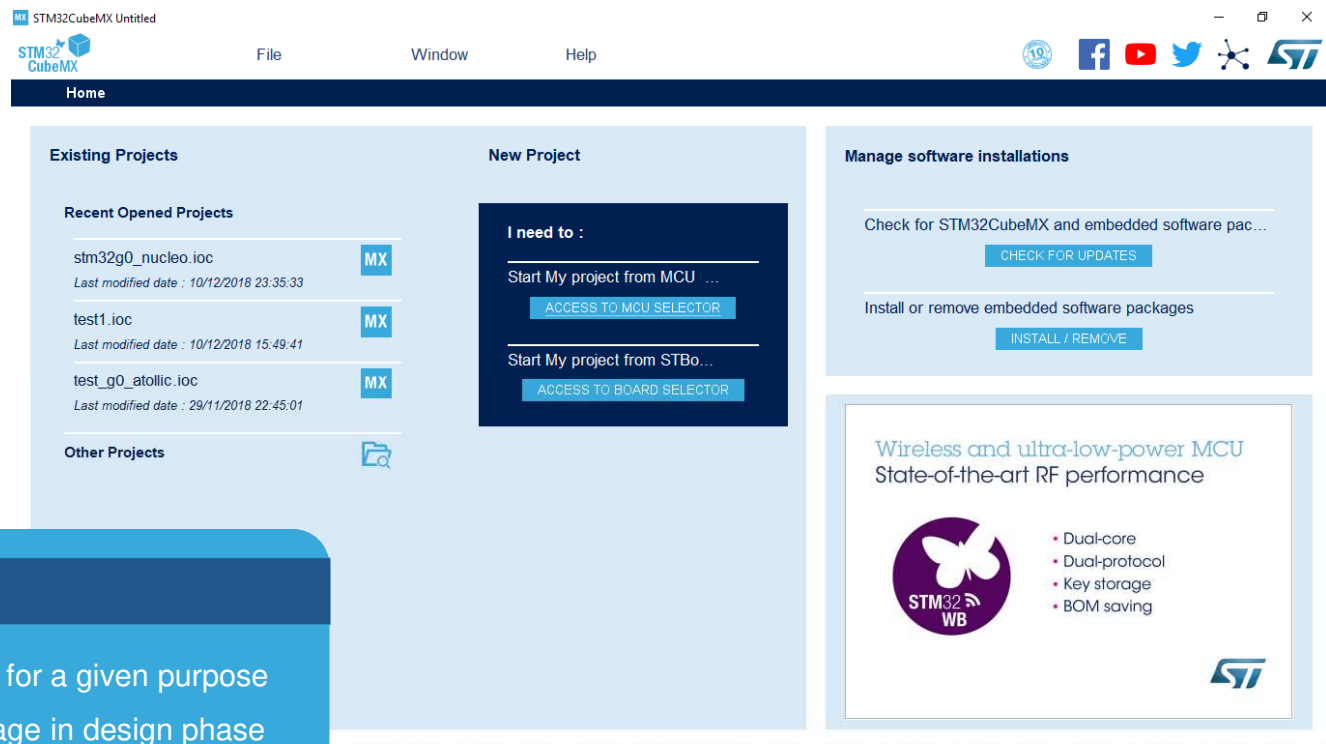 MX STM32CubeMX Untitled
STM32
CubeMX
File
Window
Help
10
Home
Existing Projects
Recent Opened Projects
stm32g0_nucleo.ioc
Last modified date : 10/12/2018 23:35:33
MX
test1.ioc
Last modified date : 10/12/2018 15:49:41
MX
test_g0_atollic.ioc
Last modified date : 29/11/2018 22:45:01
MX
Other Projects
New Project
I need to :
Start My project from MCU ...
ACCESS TO MCU SELECTOR
Start My project from STBo...
ACCESS TO BOARD SELECTOR
Manage software installations
Check for STM32CubeMX and embedded software pac...
CHECK FOR UPDATES
Install or remove embedded software packages
INSTALL / REMOVE
Wireless and ultra-low-power MCU
State-of-the-art RF performance
STM32
WB
• Dual-core
• Dual-protocol
• Key storage
• BOM saving
ST
for a given purpose
age in design phase